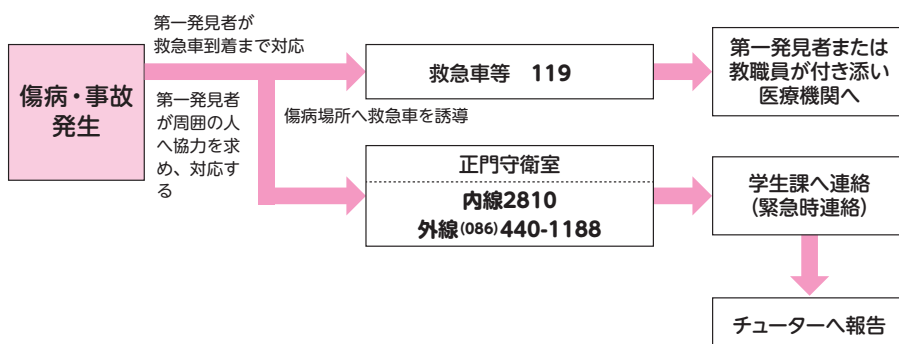 傷病・事故
発生
第一発見者が
救急車到着まで対応
第一発見者
が周囲の人
へ協力を求
め、対応す
る
救急車等 119
第一発見者または
教職員が付き添い
医療機関へ
傷病場所へ救急車を誘導
正門守衛室
内線2810
外線(086)440-1188
学生課へ連絡
(緊急時連絡)
チューターへ報告